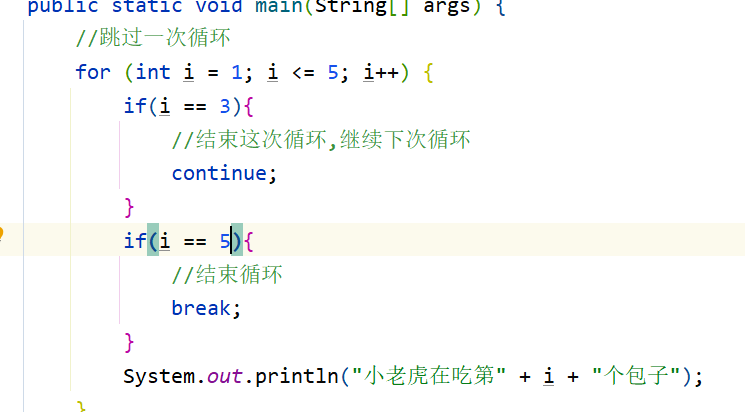 public static void main(String[] args) {
//跳过一次循环
for (int i = 1; i <= 5; i++) {
if(i == 3){
//结束这次循环,继续下次循环
continue;
}
if(i == 5){
//结束循环
break;
}
System.out.println("小老虎在吃第" + i + "个包子");
}